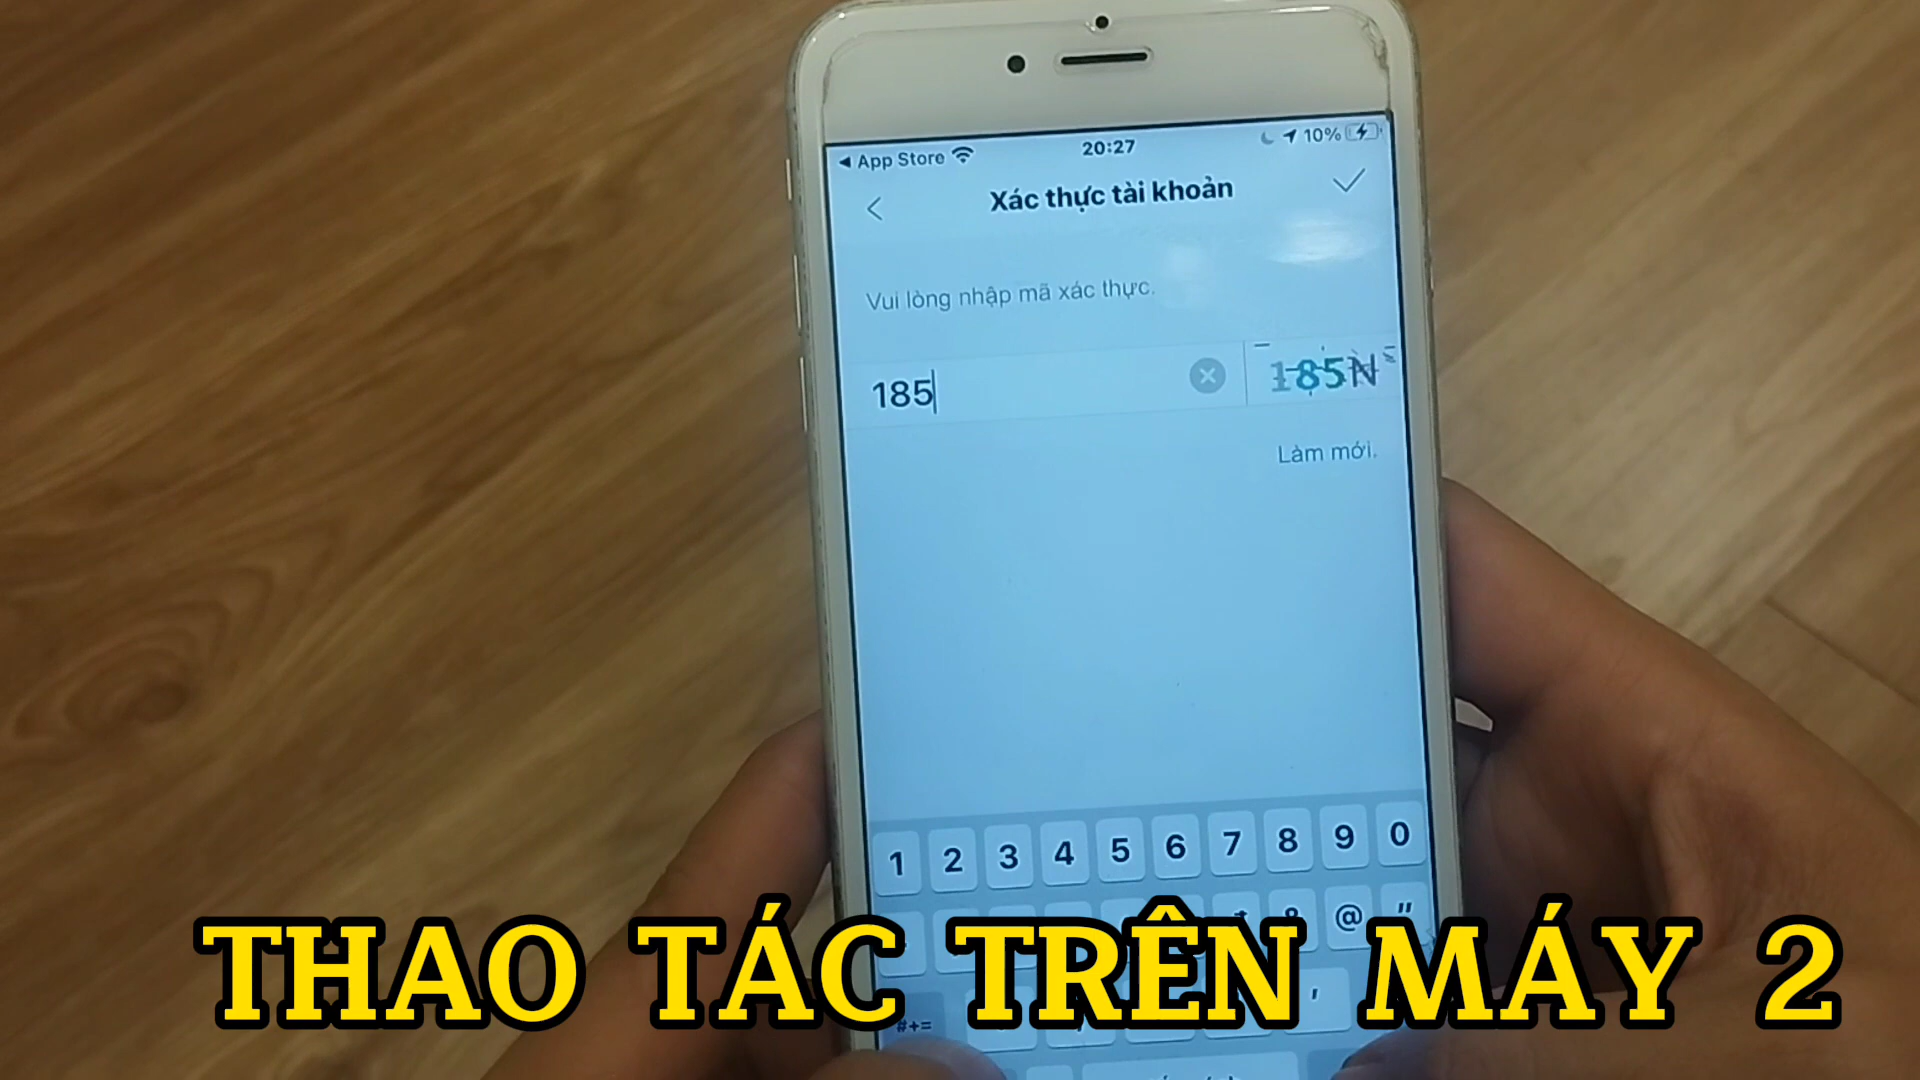 ◀ App Store 20:27 10%
Xác thực tài khoản
Vui lòng nhập mã xác thực.
185 185N
Làm mới.
1 2 3 4 5 6 7 8 9 0
@ "
THAO TÁC TRÊN MÁY 2
#+= ,